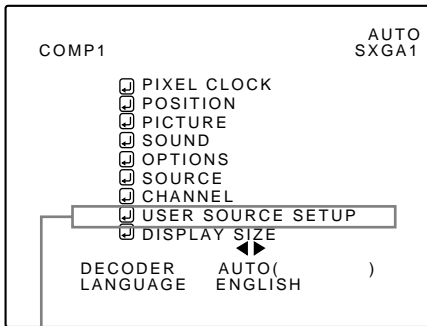 AUTO
COMP1 SXGA1
PIXEL CLOCK
POSITION
PICTURE
SOUND
OPTIONS
SOURCE
CHANNEL
USER SOURCE SETUP
DISPLAY SIZE
DECODER AUTO( )
LANGUAGE ENGLISH